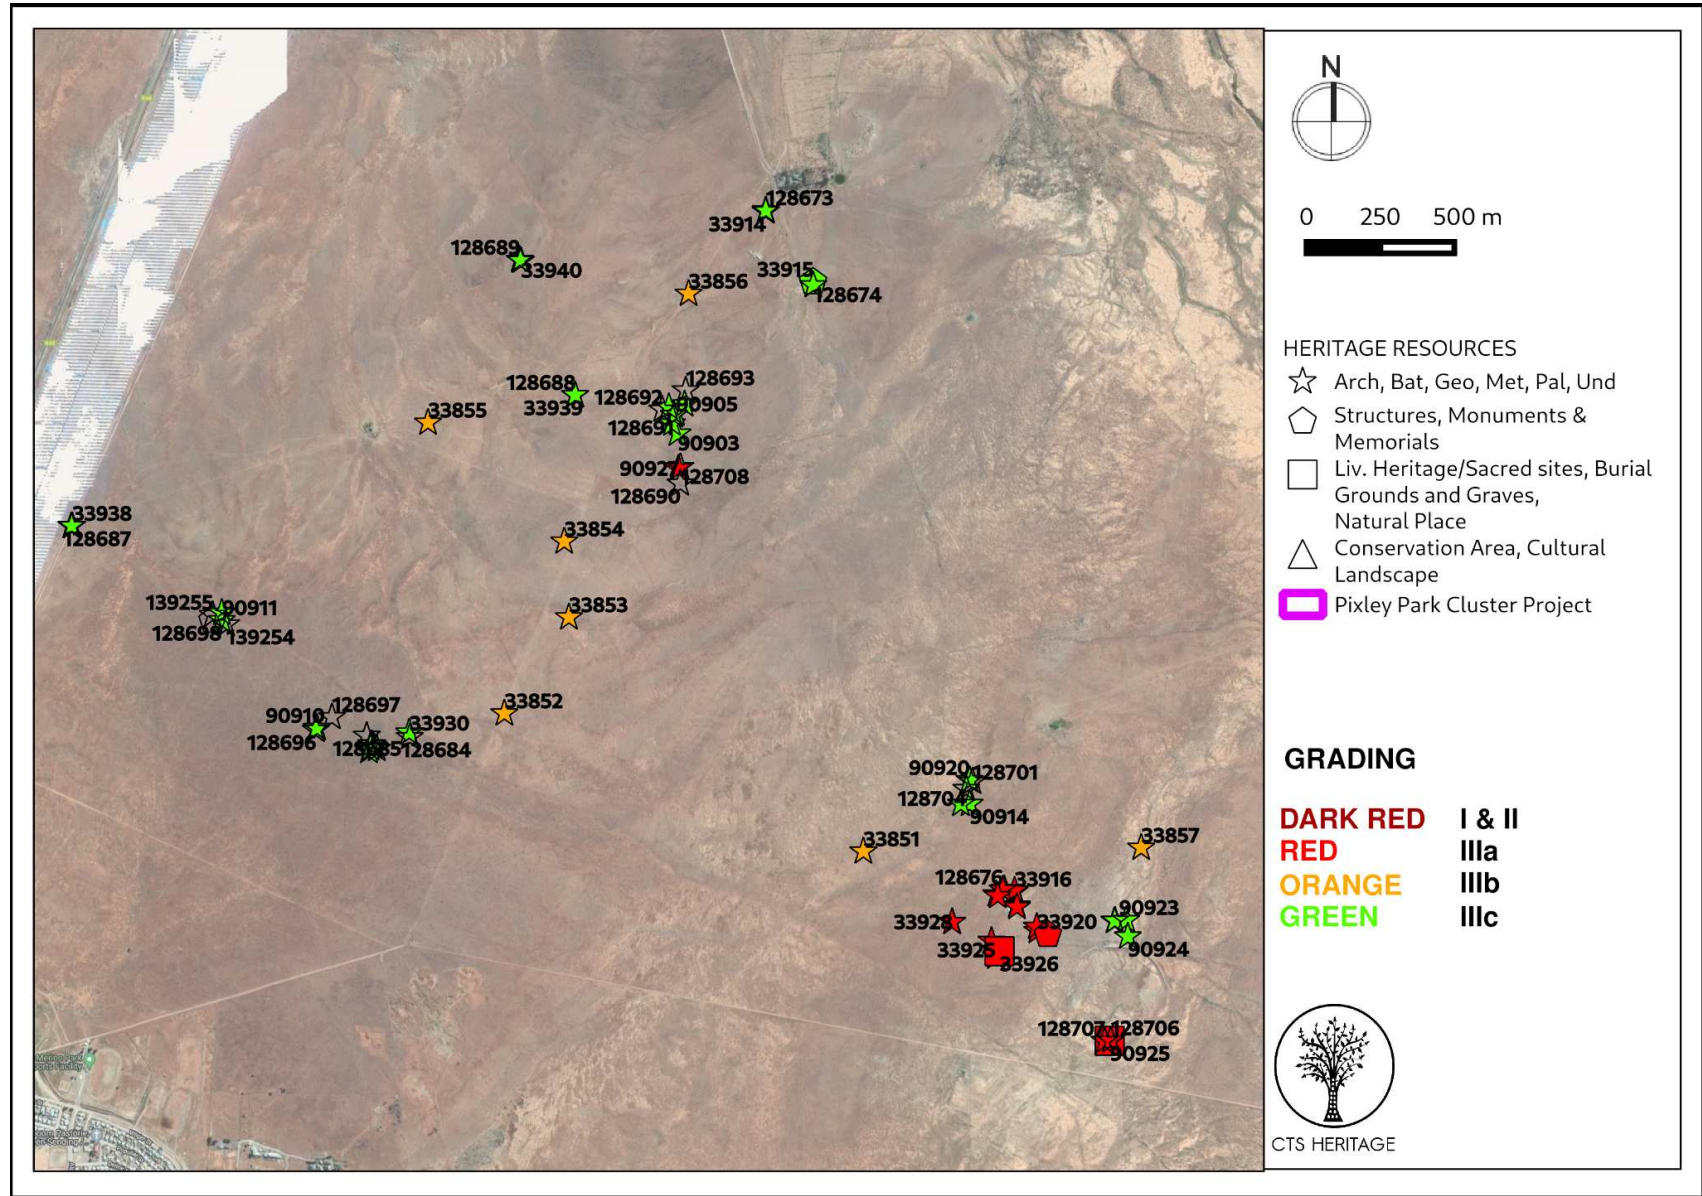 N
0 250 500 m
HERITAGE RESOURCES
Arch, Bat, Geo, Met, Pal, Und
Structures, Monuments &
Memorials
Liv. Heritage/Sacred sites, Burial
Grounds and Graves,
Natural Place
Conservation Area, Cultural
Landscape
Pixley Park Cluster Project
GRADING
DARK RED I & II
RED IIIa
ORANGE IIIb
GREEN IIIc
CTS HERITAGE
128673
33914
128689
33940
33915
128674
33856
128693
128688
33939
128692
90905
33855
128691
90903
128708
128690
33938
128687
33854
33853
139255
90911
128698
139254
33852
128697
90910
128696
33930
128684
90920
128701
128704
90914
33851
33857
128676
33916
33928
33920
90923
33925
33926
90924
128707
128706
90925